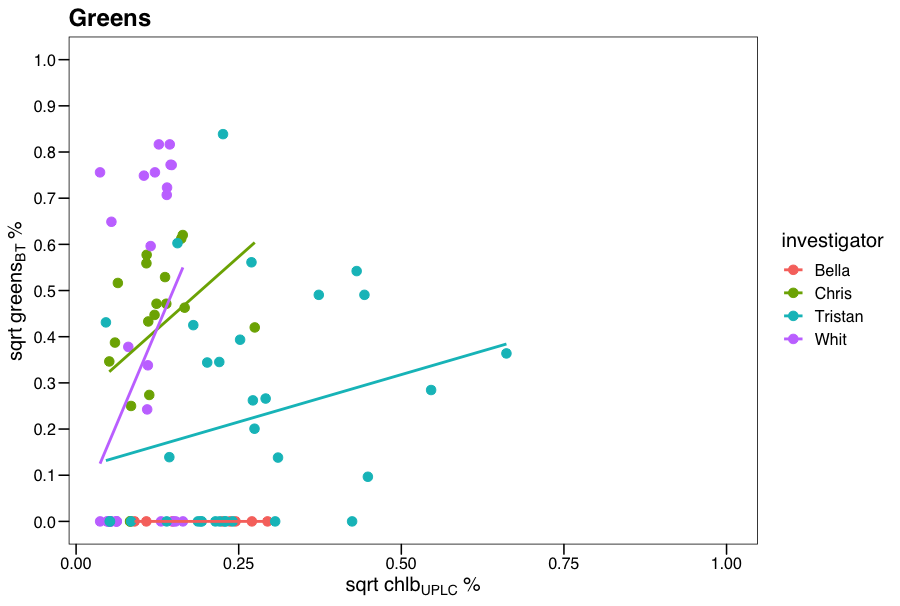 Greens
1.0
0.9
0.8
0.7
0.6
0.5
0.4
0.3
0.2
0.1
0.0
sqrt greensBT %
0.00 0.25 0.50 0.75 1.00
sqrt chlbUPLC %
investigator
Bella
Chris
Tristan
Whit